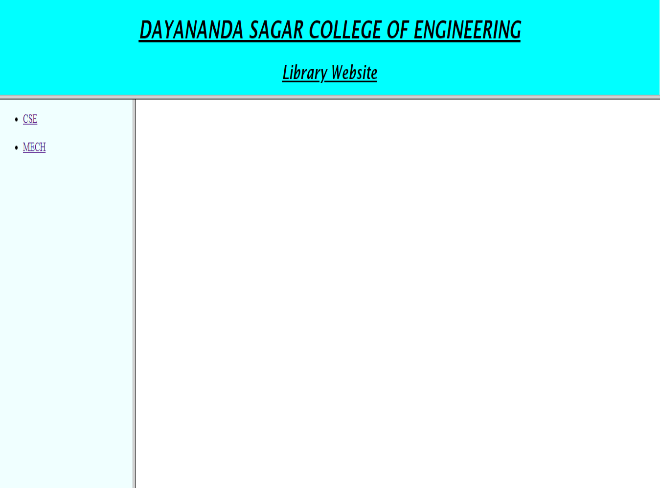 DAYANANDA SAGAR COLLEGE OF ENGINEERING
Library Website
CSE
MECH